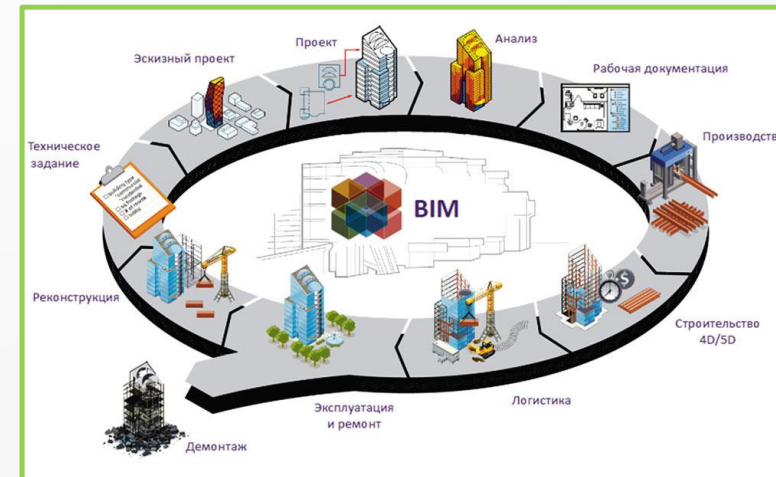 Эскизный проект
Проект
Анализ
Рабочая документация
Производств
Строительство
4D/5D
Логистика
Эксплуатация
и ремонт
Демонтаж
Реконструкция
Техническое
задание
BIM